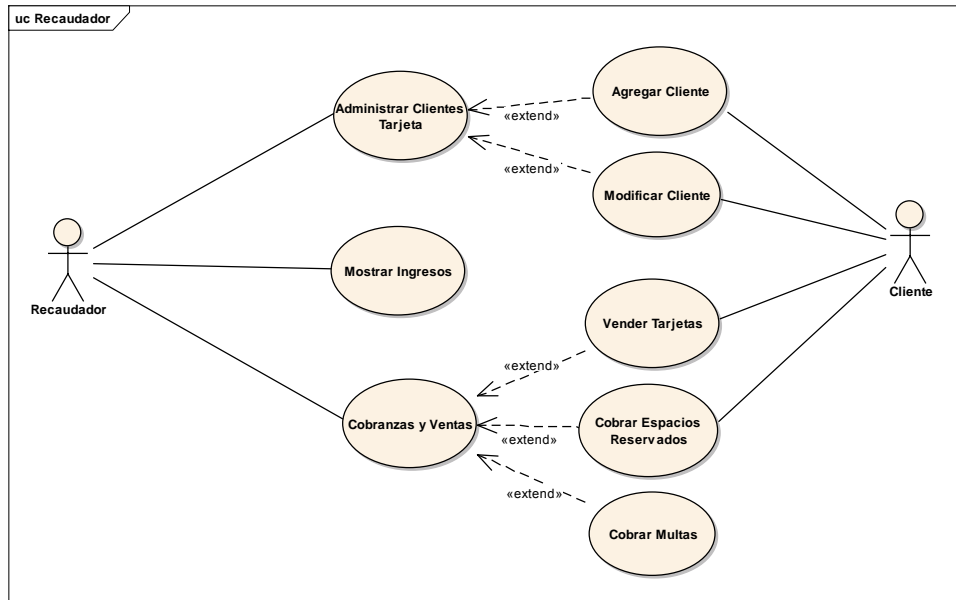 uc Recaudador
Administrar Clientes
Tarjeta
Agregar Cliente
«extend»
«extend»
Modificar Cliente
Recaudador
Mostrar Ingresos
Cliente
Vender Tarjetas
«extend»
Cobranzas y Ventas
Cobrar Espacios
Reservados
«extend»
«extend»
Cobrar Multas